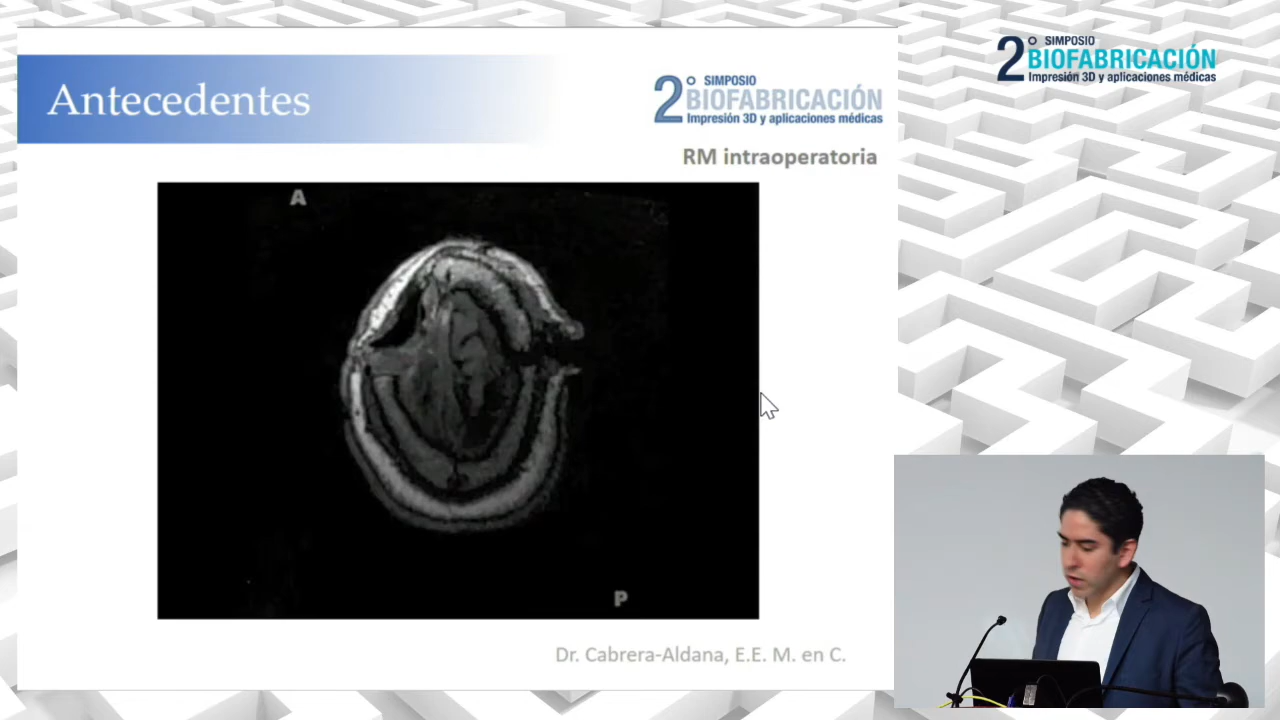 Antecedentes
2° SIMPOSIO
BIOFABRICACIÓN
Impresión 3D y aplicaciones médicas
RM intraoperatoria
A
P
Dr. Cabrera-Aldana, E.E. M. en C.
2° SIMPOSIO
BIOFABRICACIÓN
Impresión 3D y aplicaciones médicas